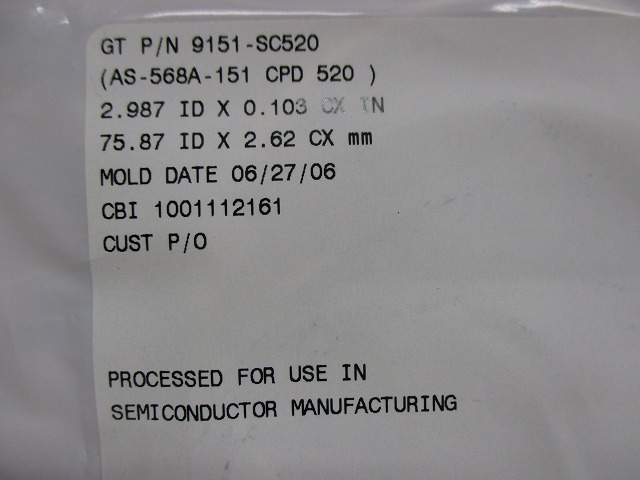 GT P/N 9151-SC520
(AS-568A-151 CPD 520 )
2.987 ID X 0.103 CX IN
75.87 ID X 2.62 CX mm
MOLD DATE 06/27/06
CBI 1001112161
CUST P/O
PROCESSED FOR USE IN
SEMICONDUCTOR MANUFACTURING